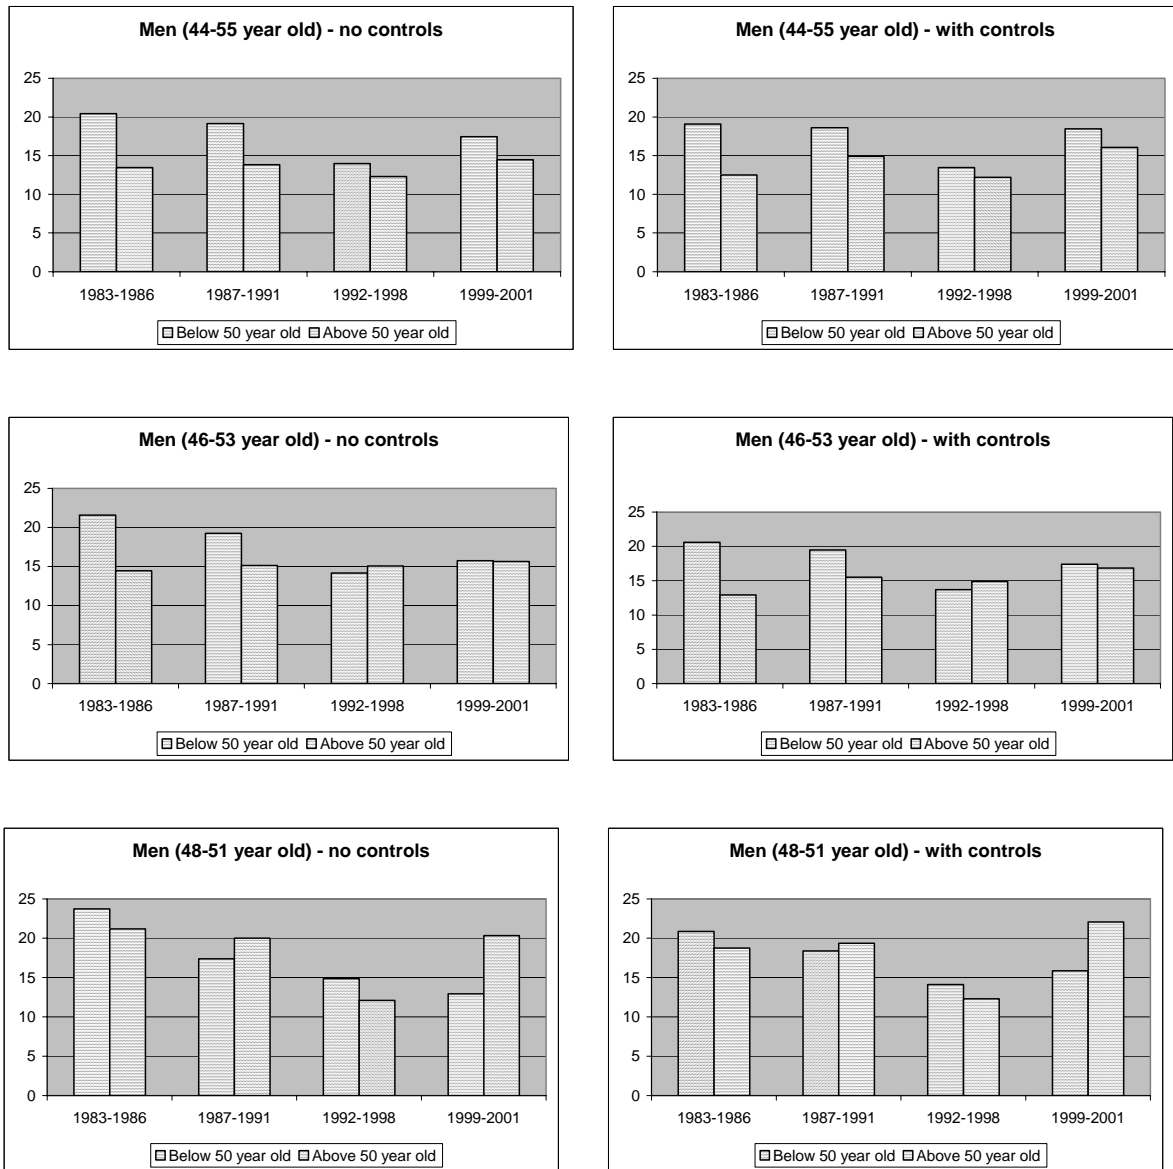 Men (44-55 year old) - no controls
25
20
15
10
5
0
1983-1986 1987-1991 1992-1998 1999-2001
Below 50 year old Above 50 year old
Men (44-55 year old) - with controls
25
20
15
10
5
0
1983-1986 1987-1991 1992-1998 1999-2001
Below 50 year old Above 50 year old
Men (46-53 year old) - no controls
25
20
15
10
5
0
1983-1986 1987-1991 1992-1998 1999-2001
Below 50 year old Above 50 year old
Men (46-53 year old) - with controls
25
20
15
10
5
0
1983-1986 1987-1991 1992-1998 1999-2001
Below 50 year old Above 50 year old
Men (48-51 year old) - no controls
25
20
15
10
5
0
1983-1986 1987-1991 1992-1998 1999-2001
Below 50 year old Above 50 year old
Men (48-51 year old) - with controls
25
20
15
10
5
0
1983-1986 1987-1991 1992-1998 1999-2001
Below 50 year old Above 50 year old